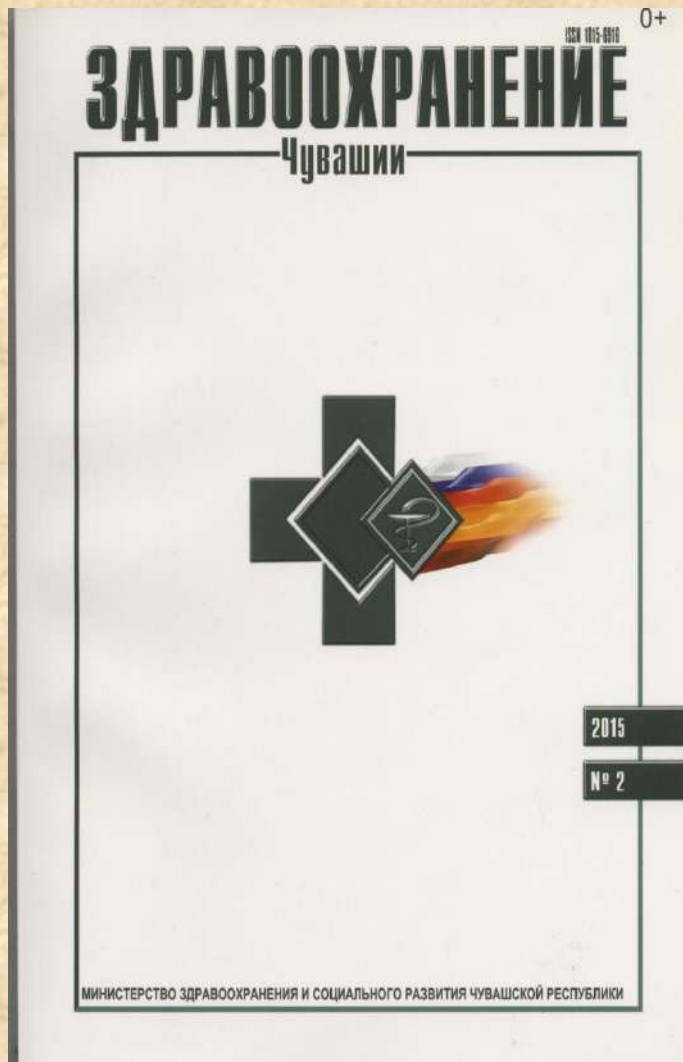 0+
ISSN 1815-6916
ЗДРАВООХРАНЕНИЕ
Чувашии
2015
№ 2
МИНИСТЕРСТВО ЗДРАВООХРАНЕНИЯ И СОЦИАЛЬНОГО РАЗВИТИЯ ЧУВАШСКОЙ РЕСПУБЛИКИ